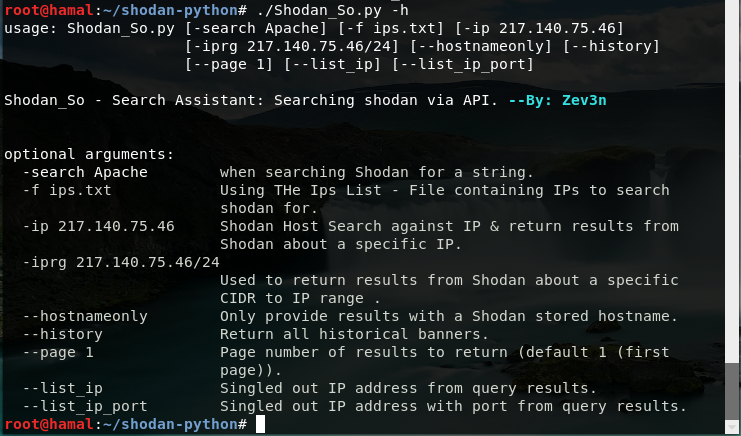 root@hamal:~/shodan-python# ./Shodan_So.py -h
usage: Shodan_So.py [-search Apache] [-f ips.txt] [-ip 217.140.75.46]
[-iprg 217.140.75.46/24] [--hostnameonly] [--history]
[--page 1] [--list_ip] [--list_ip_port]
Shodan_So - Search Assistant: Searching shodan via API. --By: Zev3n
optional arguments:
-search Apache when searching Shodan for a string.
-f ips.txt Using THe Ips List - File containing IPs to search
shodan for.
-ip 217.140.75.46 Shodan Host Search against IP & return results from
Shodan about a specific IP.
-iprg 217.140.75.46/24
Used to return results from Shodan about a specific
CIDR to IP range .
--hostnameonly Only provide results with a Shodan stored hostname.
--history Return all historical banners.
--page 1 Page number of results to return (default 1 (first
page)).
--list_ip Singled out IP address from query results.
--list_ip_port Singled out IP address with port from query results.
root@hamal:~/shodan-python#